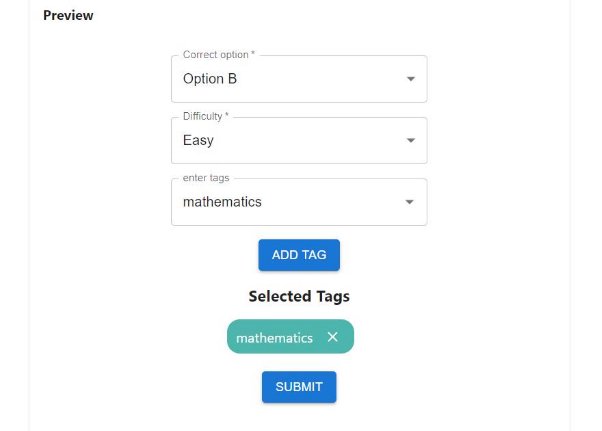 Preview
Correct option *
Option B
Difficulty *
Easy
enter tags
mathematics
ADD TAG
Selected Tags
mathematics ×
SUBMIT